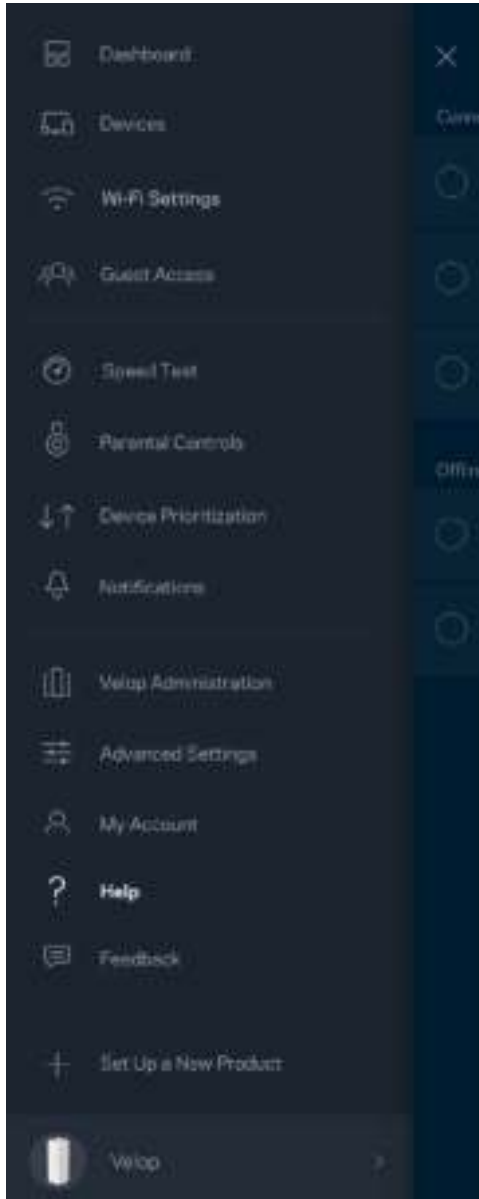 Dashboard
Devices
Wi-Fi Settings
Guest Access
Speed Test
Parental Controls
Device Prioritization
Notifications
Velop Administration
Advanced Settings
My Account
? Help
Feedback
Set Up a New Product
Velop